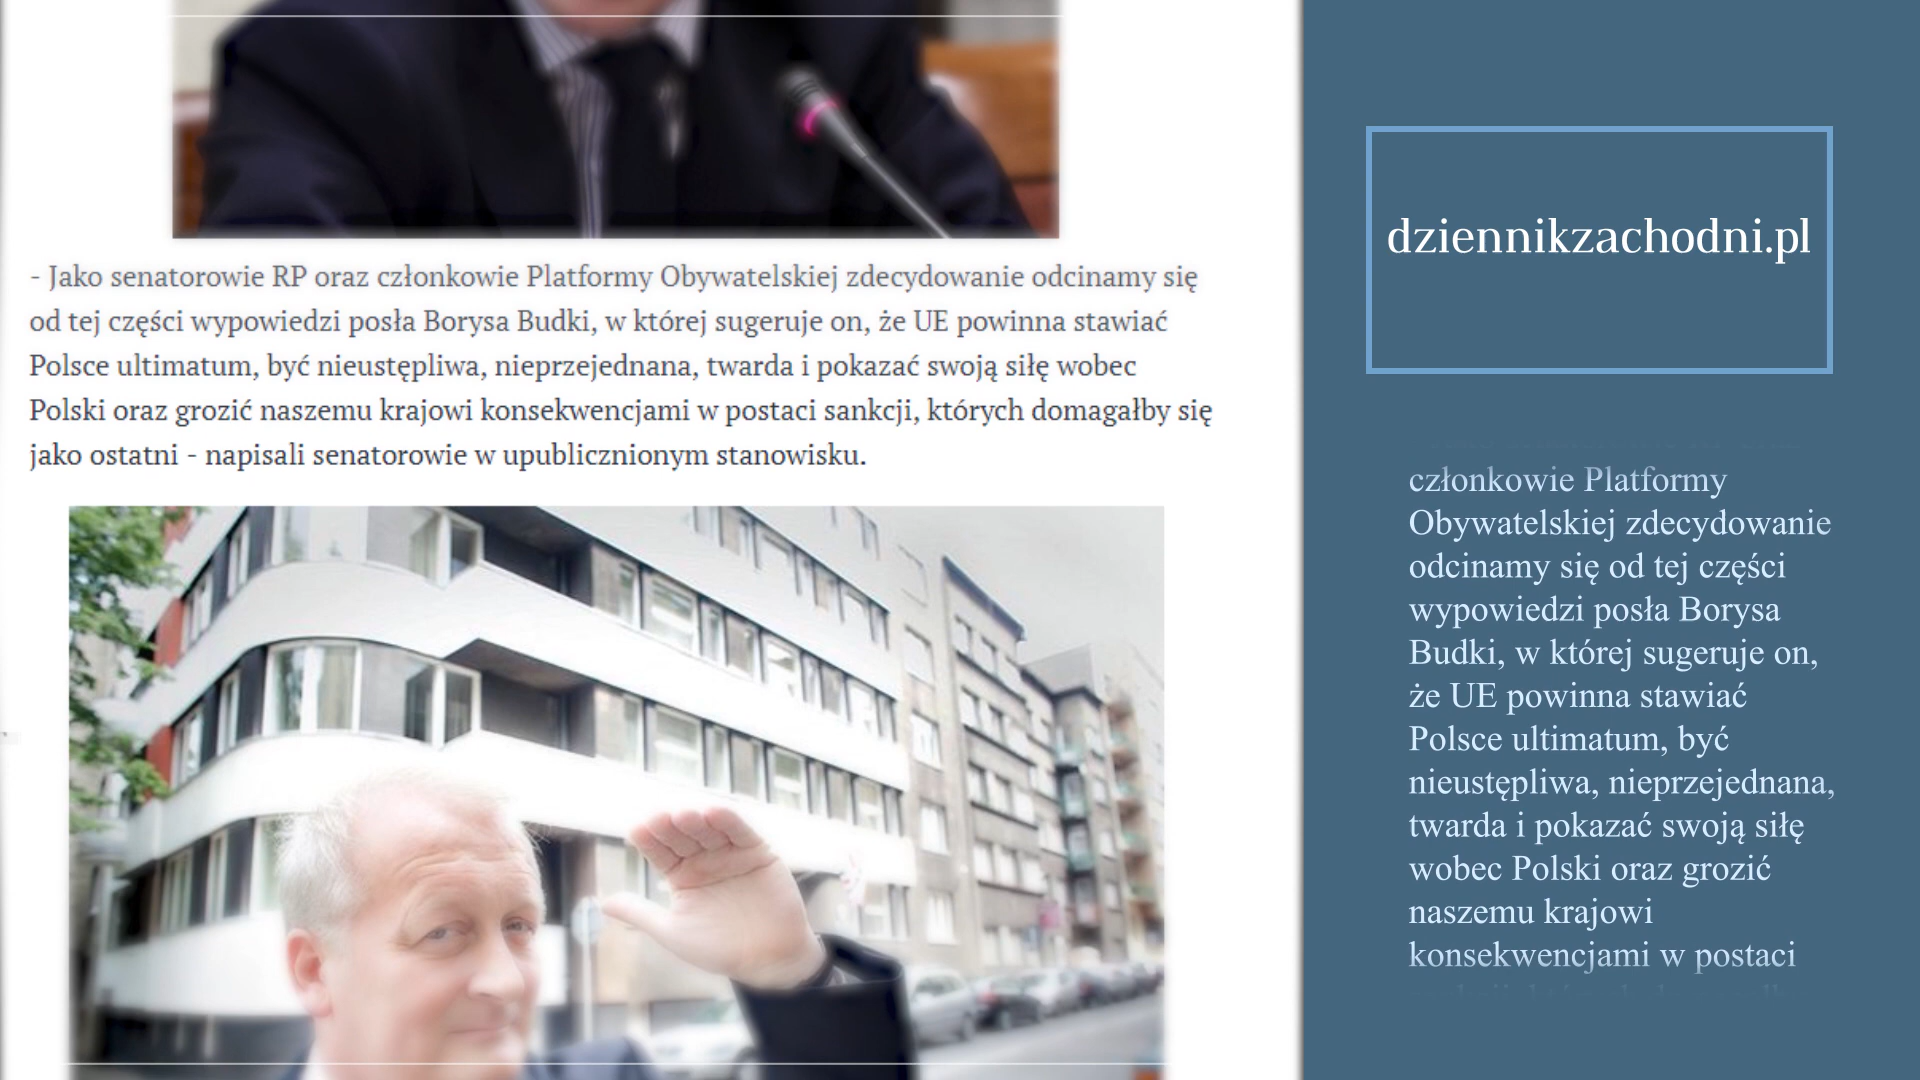 - Jako senatorowie RP oraz członkowie Platformy Obywatelskiej zdecydowanie odcinamy się
od tej części wypowiedzi posła Borysa Budki, w której sugeruje on, że UE powinna stawiać
Polsce ultimatum, być nieustępliwa, nieprzejednana, twarda i pokazać swoją siłę wobec
Polski oraz grozić naszemu krajowi konsekwencjami w postaci sankcji, których domagałby się
jako ostatni - napisali senatorowie w upublicznionym stanowisku.
dziennikzachodni.pl
członkowie Platformy
Obywatelskiej zdecydowanie
odcinamy się od tej części
wypowiedzi posła Borysa
Budki, w której sugeruje on,
że UE powinna stawiać
Polsce ultimatum, być
nieustępliwa, nieprzejednana,
twarda i pokazać swoją siłę
wobec Polski oraz grozić
naszemu krajowi
konsekwencjami w postaci